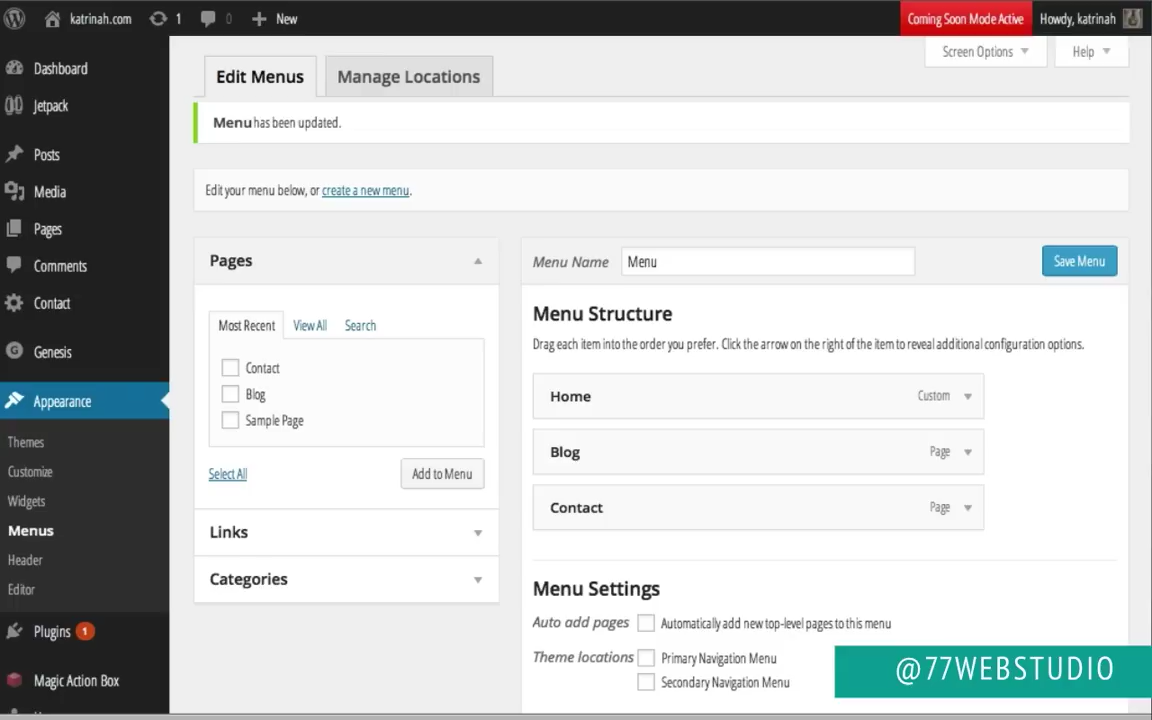 katrinah.com 1 0 New Coming Soon Mode Active Howdy, katrinah
Screen Options Help
Dashboard
Jetpack
Posts
Media
Pages
Comments
Contact
Genesis
Appearance
Themes
Customize
Widgets
Menus
Header
Editor
Plugins 1
Magic Action Box
Edit Menus Manage Locations
Menu has been updated.
Edit your menu below, or create a new menu.
Pages
Most Recent View All Search
Contact
Blog
Sample Page
Select All Add to Menu
Links
Categories
Menu Name Menu Save Menu
Menu Structure
Drag each item into the order you prefer. Click the arrow on the right of the item to reveal additional configuration options.
Home Custom
Blog Page
Contact Page
Menu Settings
Auto add pages Automatically add new top-level pages to this menu
Theme locations Primary Navigation Menu
Secondary Navigation Menu
@77WEBSTUDIO